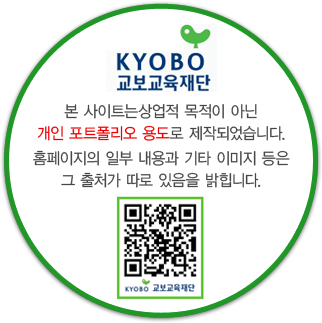 KYOBO
교보교육재단
본 사이트는상업적 목적이 아닌
개인 포트폴리오 용도로 제작되었습니다.
홈페이지의 일부 내용과 기타 이미지 등은
그 출처가 따로 있음을 밝힙니다.
KYOBO 교보교육재단